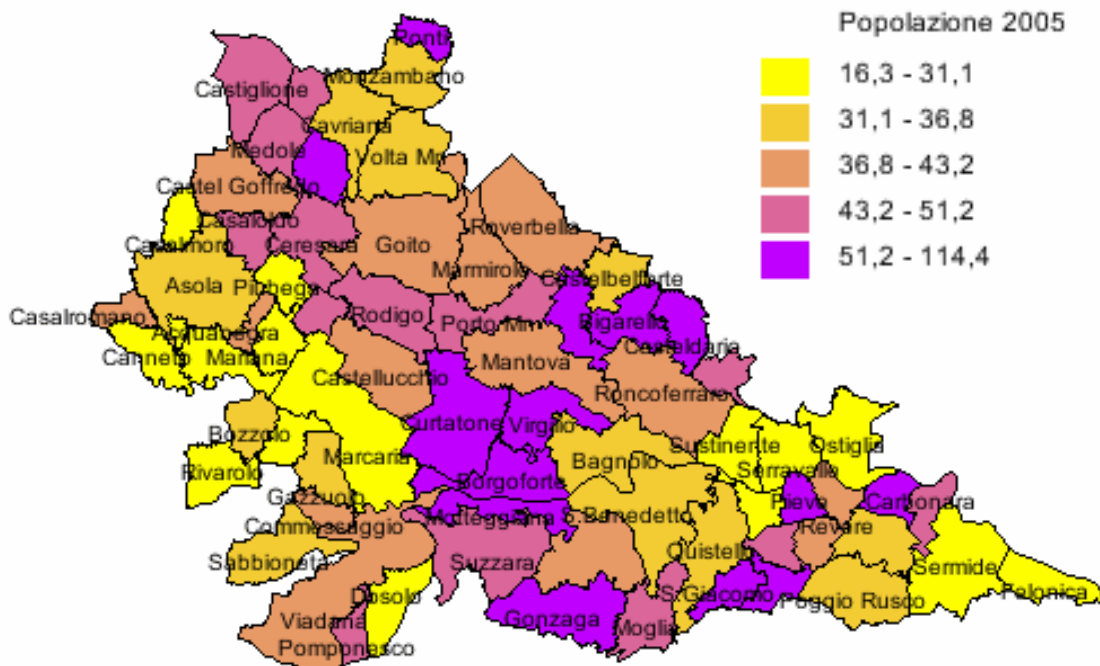 Popolazione 2005
16,3 - 31,1
31,1 - 36,8
36,8 - 43,2
43,2 - 51,2
51,2 - 114,4
Ponti
Monzambano
Castiglione
Cavriana
Medole
Volta Mn
Castel Goffredo
Casaloldo
Roverbella
Casalmoro
Ceresara
Goito
Marmirolo
Castelbelforte
Asola
Piubega
Casalromano
Rodigo
Porto Mn
Bigarello
Acquanegra
Casteldaria
Canneto
Mariana
Mantova
Castellucchio
Roncoferraro
Curtatone
Virgilio
Bozzolo
Sustinente
Ostiglia
Marcaria
Bagnolo
Serravalle
Rivarolo
Borgoforte
Gazzuolo
Pieve
Carbonara
Commessaggio
Motteggiana
S.Benedetto
Revere
Quistello
Sabbioneta
Suzzara
Sermide
Dosolo
S.Giacomo
Felonica
Poggio Rusco
Viadana
Gonzaga
Moglia
Pomponesco